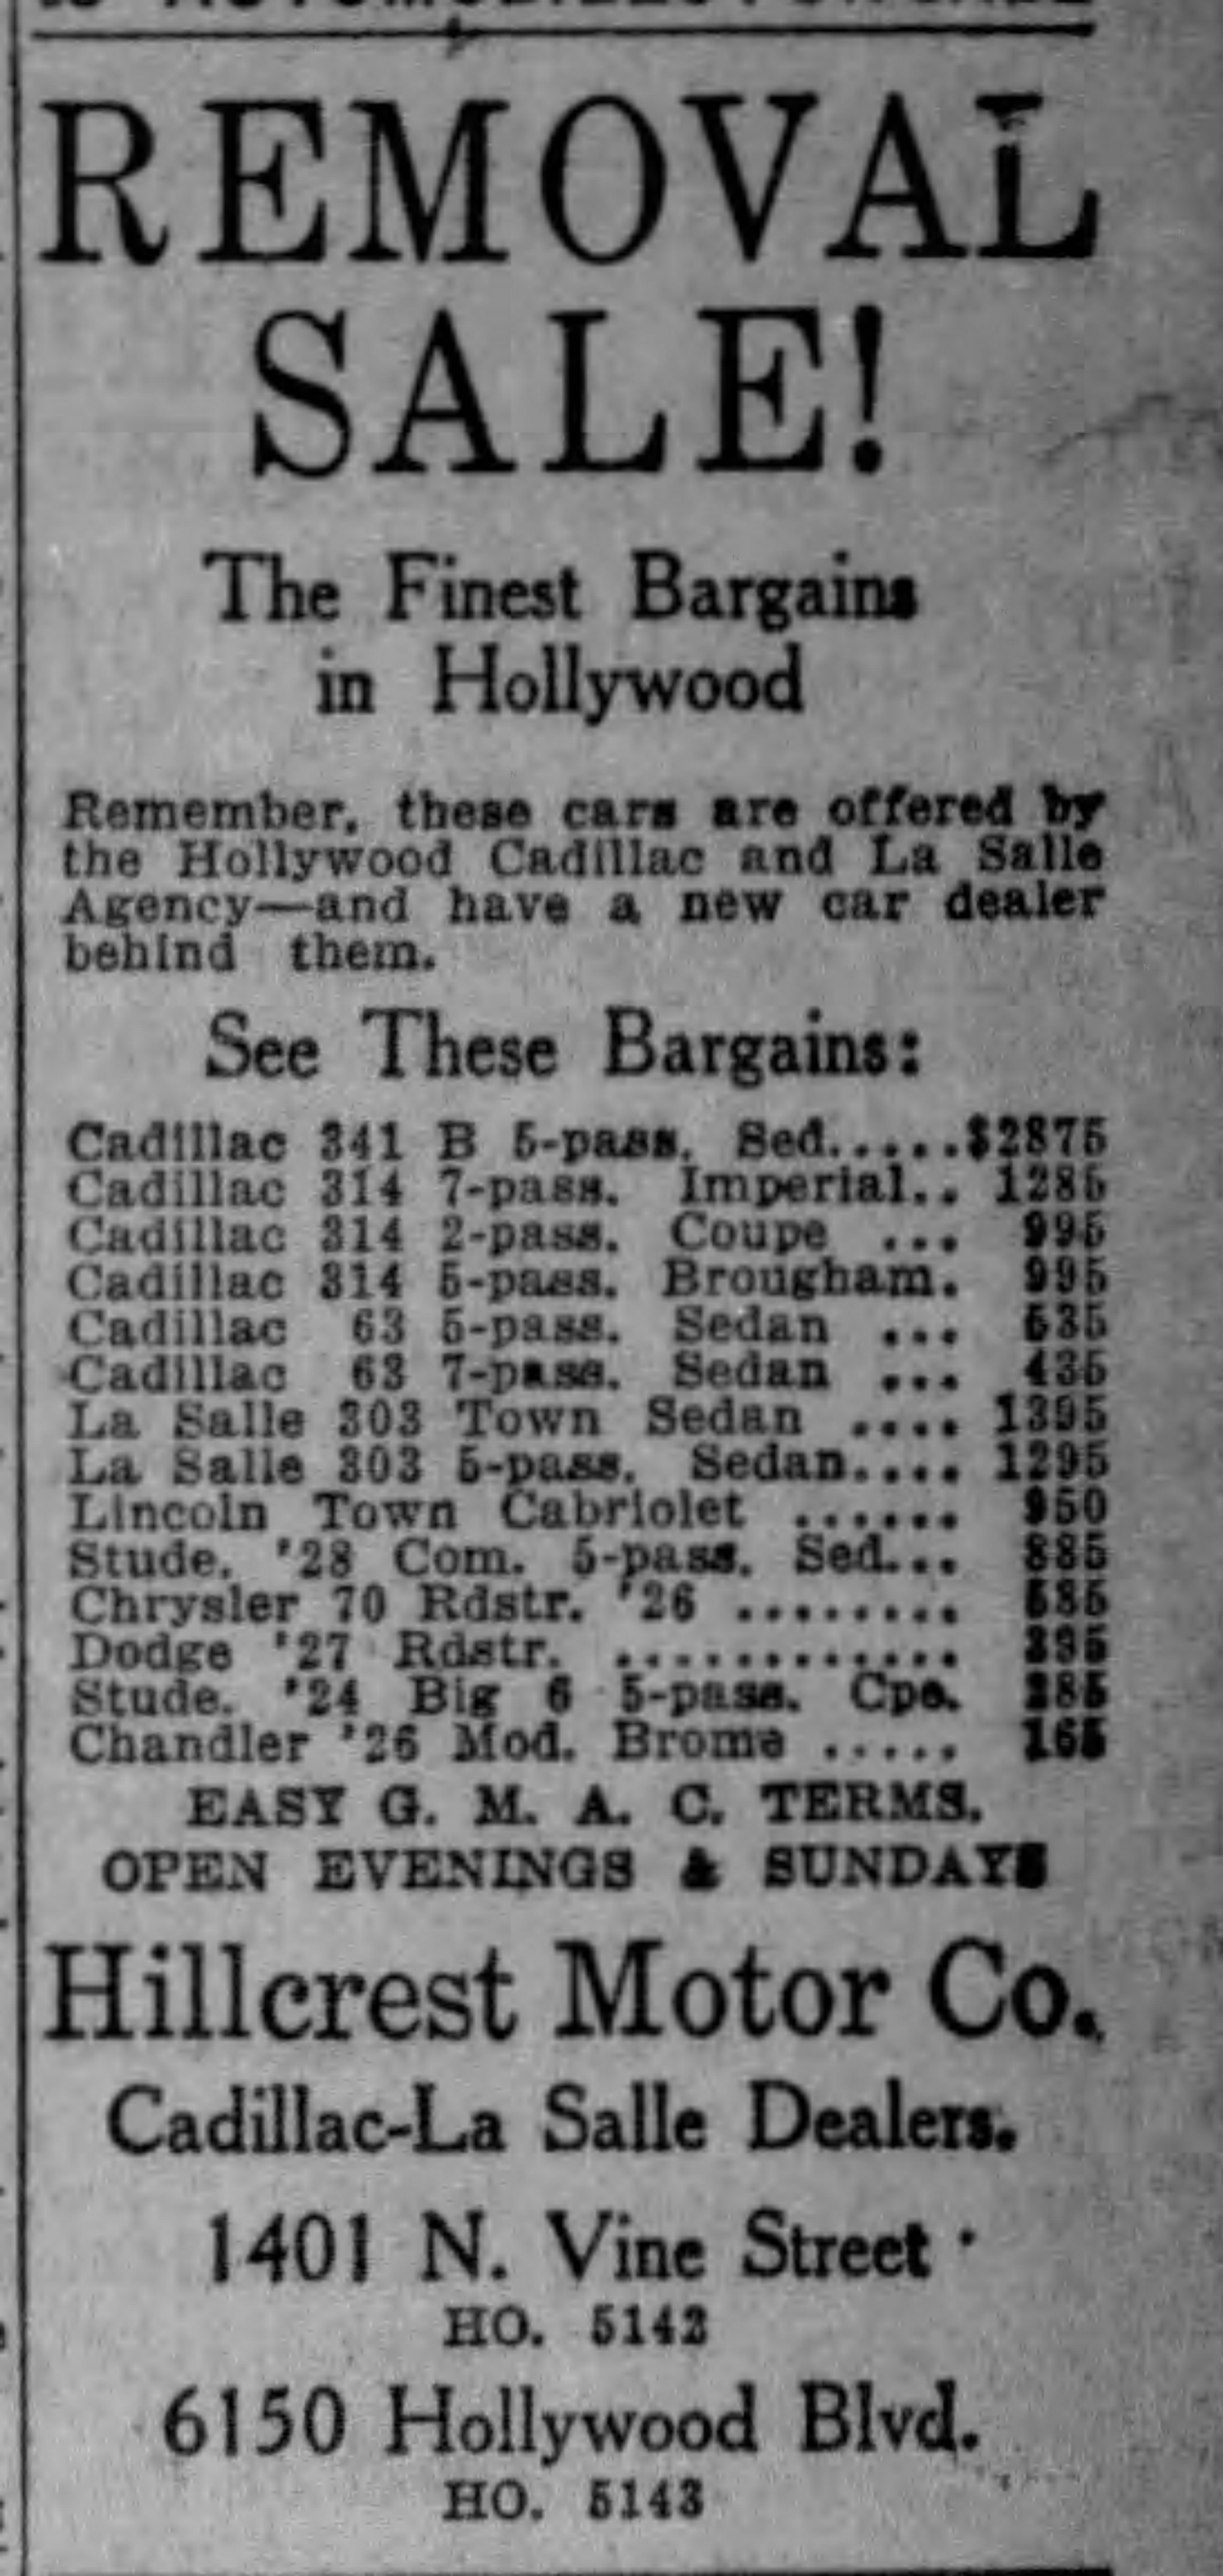 REMOVAL
SALE!
The Finest Bargains
in Hollywood
Remember, these cars are offered by
the Hollywood Cadillac and La Salle
Agency—and have a new car dealer
behind them.
See These Bargains:
Cadillac 341 B 5-pass. Sed.....$2875
Cadillac 314 7-pass. Imperial.. 1285
Cadillac 314 2-pass. Coupe ... 995
Cadillac 314 5-pass. Brougham. 995
Cadillac 63 5-pass. Sedan ... 535
Cadillac 63 7-pass. Sedan ... 435
La Salle 303 Town Sedan .... 1395
La Salle 303 5-pass. Sedan.... 1295
Lincoln Town Cabriolet ...... 950
Stude. '28 Com. 5-pass. Sed... 885
Chrysler 70 Rdstr. '26 ........ 585
Dodge '27 Rdstr. ............
Stude. '24 Big 6 5-pass. Cpe.
Chandler '26 Mod. Brome ..... 165
EASY G. M. A. C. TERMS.
OPEN EVENINGS & SUNDAYS
Hillcrest Motor Co.
Cadillac-La Salle Dealers.
1401 N. Vine Street
HO. 5142
6150 Hollywood Blvd.
HO. 5143